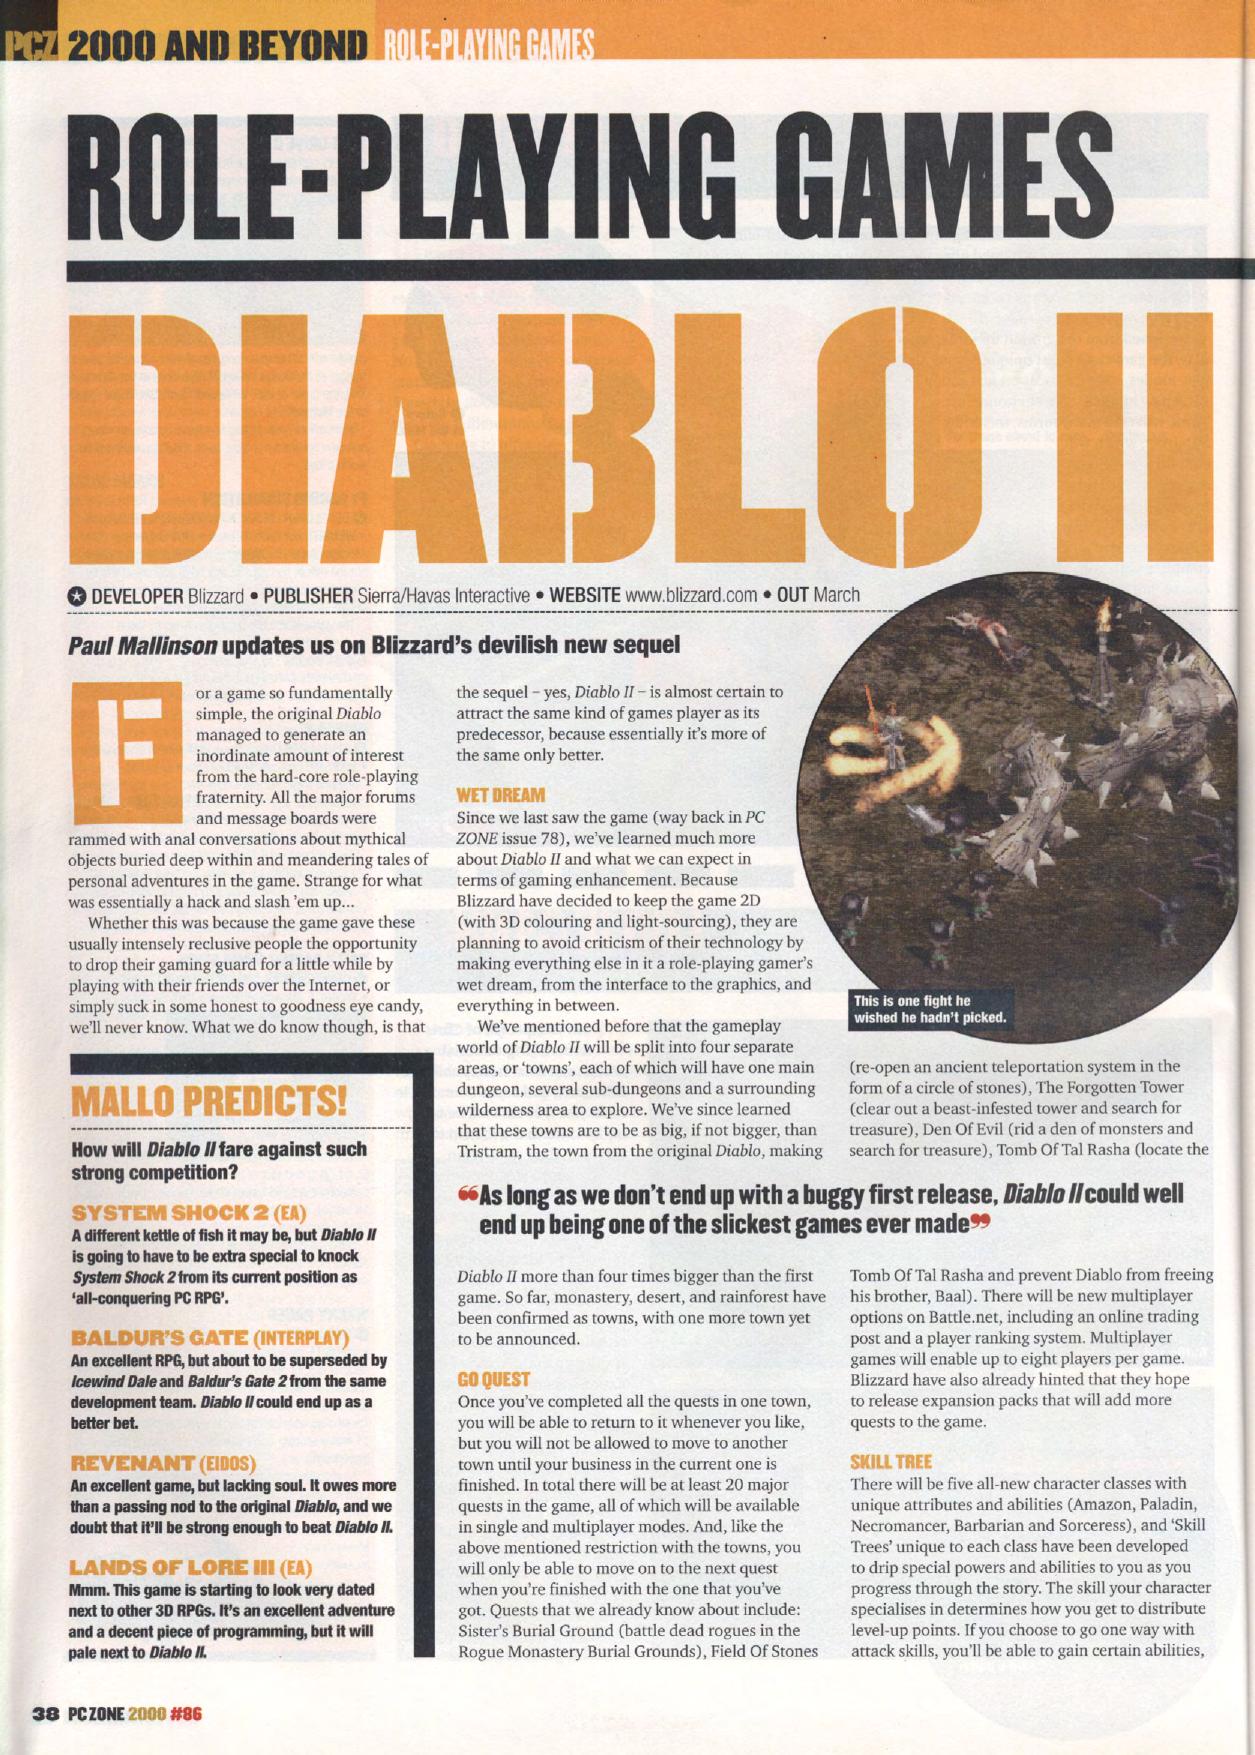 PCZ 2000 AND BEYOND ROLE-PLAYING GAMES
ROLE-PLAYING GAMES
DIABLO II
DEVELOPER Blizzard • PUBLISHER Sierra/Havas Interactive • WEBSITE www.blizzard.com • OUT March
Paul Mallinson updates us on Blizzard's devilish new sequel
For a game so fundamentally
simple, the original Diablo
managed to generate an
inordinate amount of interest
from the hard-core role-playing
fraternity. All the major forums
and message boards were
rammed with anal conversations about mythical
objects buried deep within and meandering tales of
personal adventures in the game. Strange for what
was essentially a hack and slash 'em up...
Whether this was because the game gave these
usually intensely reclusive people the opportunity
to drop their gaming guard for a little while by
playing with their friends over the Internet, or
simply suck in some honest to goodness eye candy,
we'll never know. What we do know though, is that
the sequel – yes, Diablo II – is almost certain to
attract the same kind of games player as its
predecessor, because essentially it's more of
the same only better.
WET DREAM
Since we last saw the game (way back in PC
ZONE issue 78), we've learned much more
about Diablo II and what we can expect in
terms of gaming enhancement. Because
Blizzard have decided to keep the game 2D
(with 3D colouring and light-sourcing), they are
planning to avoid criticism of their technology by
making everything else in it a role-playing gamer's
wet dream, from the interface to the graphics, and
everything in between.
We've mentioned before that the gameplay
world of Diablo II will be split into four separate
areas, or 'towns', each of which will have one main
dungeon, several sub-dungeons and a surrounding
wilderness area to explore. We've since learned
that these towns are to be as big, if not bigger, than
Tristram, the town from the original Diablo, making
Diablo II more than four times bigger than the first
game. So far, monastery, desert, and rainforest have
been confirmed as towns, with one more town yet
to be announced.
GO QUEST
Once you've completed all the quests in one town,
you will be able to return to it whenever you like,
but you will not be allowed to move to another
town until your business in the current one is
finished. In total there will be at least 20 major
quests in the game, all of which will be available
in single and multiplayer modes. And, like the
above mentioned restriction with the towns, you
will only be able to move on to the next quest
when you're finished with the one that you've
got. Quests that we already know about include:
Sister's Burial Ground (battle dead rogues in the
Rogue Monastery Burial Grounds), Field Of Stones
(re-open an ancient teleportation system in the
form of a circle of stones), The Forgotten Tower
(clear out a beast-infested tower and search for
treasure), Den Of Evil (rid a den of monsters and
search for treasure), Tomb Of Tal Rasha (locate the
Tomb Of Tal Rasha and prevent Diablo from freeing
his brother, Baal). There will be new multiplayer
options on Battle.net, including an online trading
post and a player ranking system. Multiplayer
games will enable up to eight players per game.
Blizzard have also already hinted that they hope
to release expansion packs that will add more
quests to the game.
SKILL TREE
There will be five all-new character classes with
unique attributes and abilities (Amazon, Paladin,
Necromancer, Barbarian and Sorceress), and 'Skill
Trees' unique to each class have been developed
to drip special powers and abilities to you as you
progress through the story. The skill your character
specialises in determines how you get to distribute
level-up points. If you choose to go one way with
attack skills, you'll be able to gain certain abilities,
This is one fight he
wished he hadn't picked.
“As long as we don't end up with a buggy first release, Diablo II could well
end up being one of the slickest games ever made”
MALLO PREDICTS!
How will Diablo II fare against such
strong competition?
SYSTEM SHOCK 2 (EA)
A different kettle of fish it may be, but Diablo II
is going to have to be extra special to knock
System Shock 2 from its current position as
'all-conquering PC RPG'.
BALDUR'S GATE (INTERPLAY)
An excellent RPG, but about to be superseded by
Icewind Dale and Baldur's Gate 2 from the same
development team. Diablo II could end up as a
better bet.
REVENANT (EIDOS)
An excellent game, but lacking soul. It owes more
than a passing nod to the original Diablo, and we
doubt that it'll be strong enough to beat Diablo II.
LANDS OF LORE III (EA)
Mmm. This game is starting to look very dated
next to other 3D RPGs. It's an excellent adventure
and a decent piece of programming, but it will
pale next to Diablo II.
38 PC ZONE 2000 #86